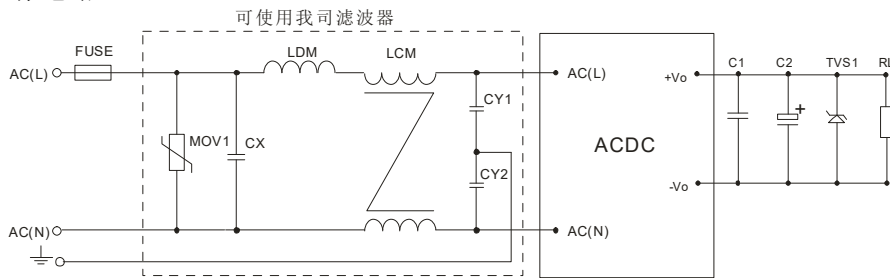 可使用我司滤波器
FUSE
LDM
LCM
AC(L)
AC(L)
+Vo
C1
C2
TVS1
RL
MOV1
CX
CY1
CY2
+
ACDC
-Vo
AC(N)
AC(N)